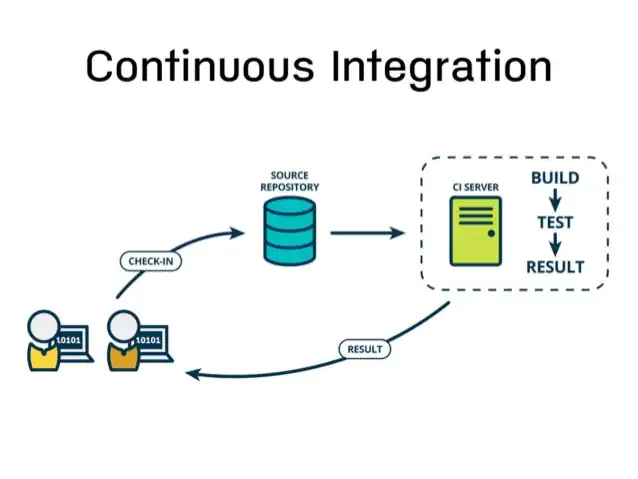 Continuous Integration
SOURCE
REPOSITORY
CI SERVER
BUILD
TEST
RESULT
CHECK-IN
10101
10101
RESULT